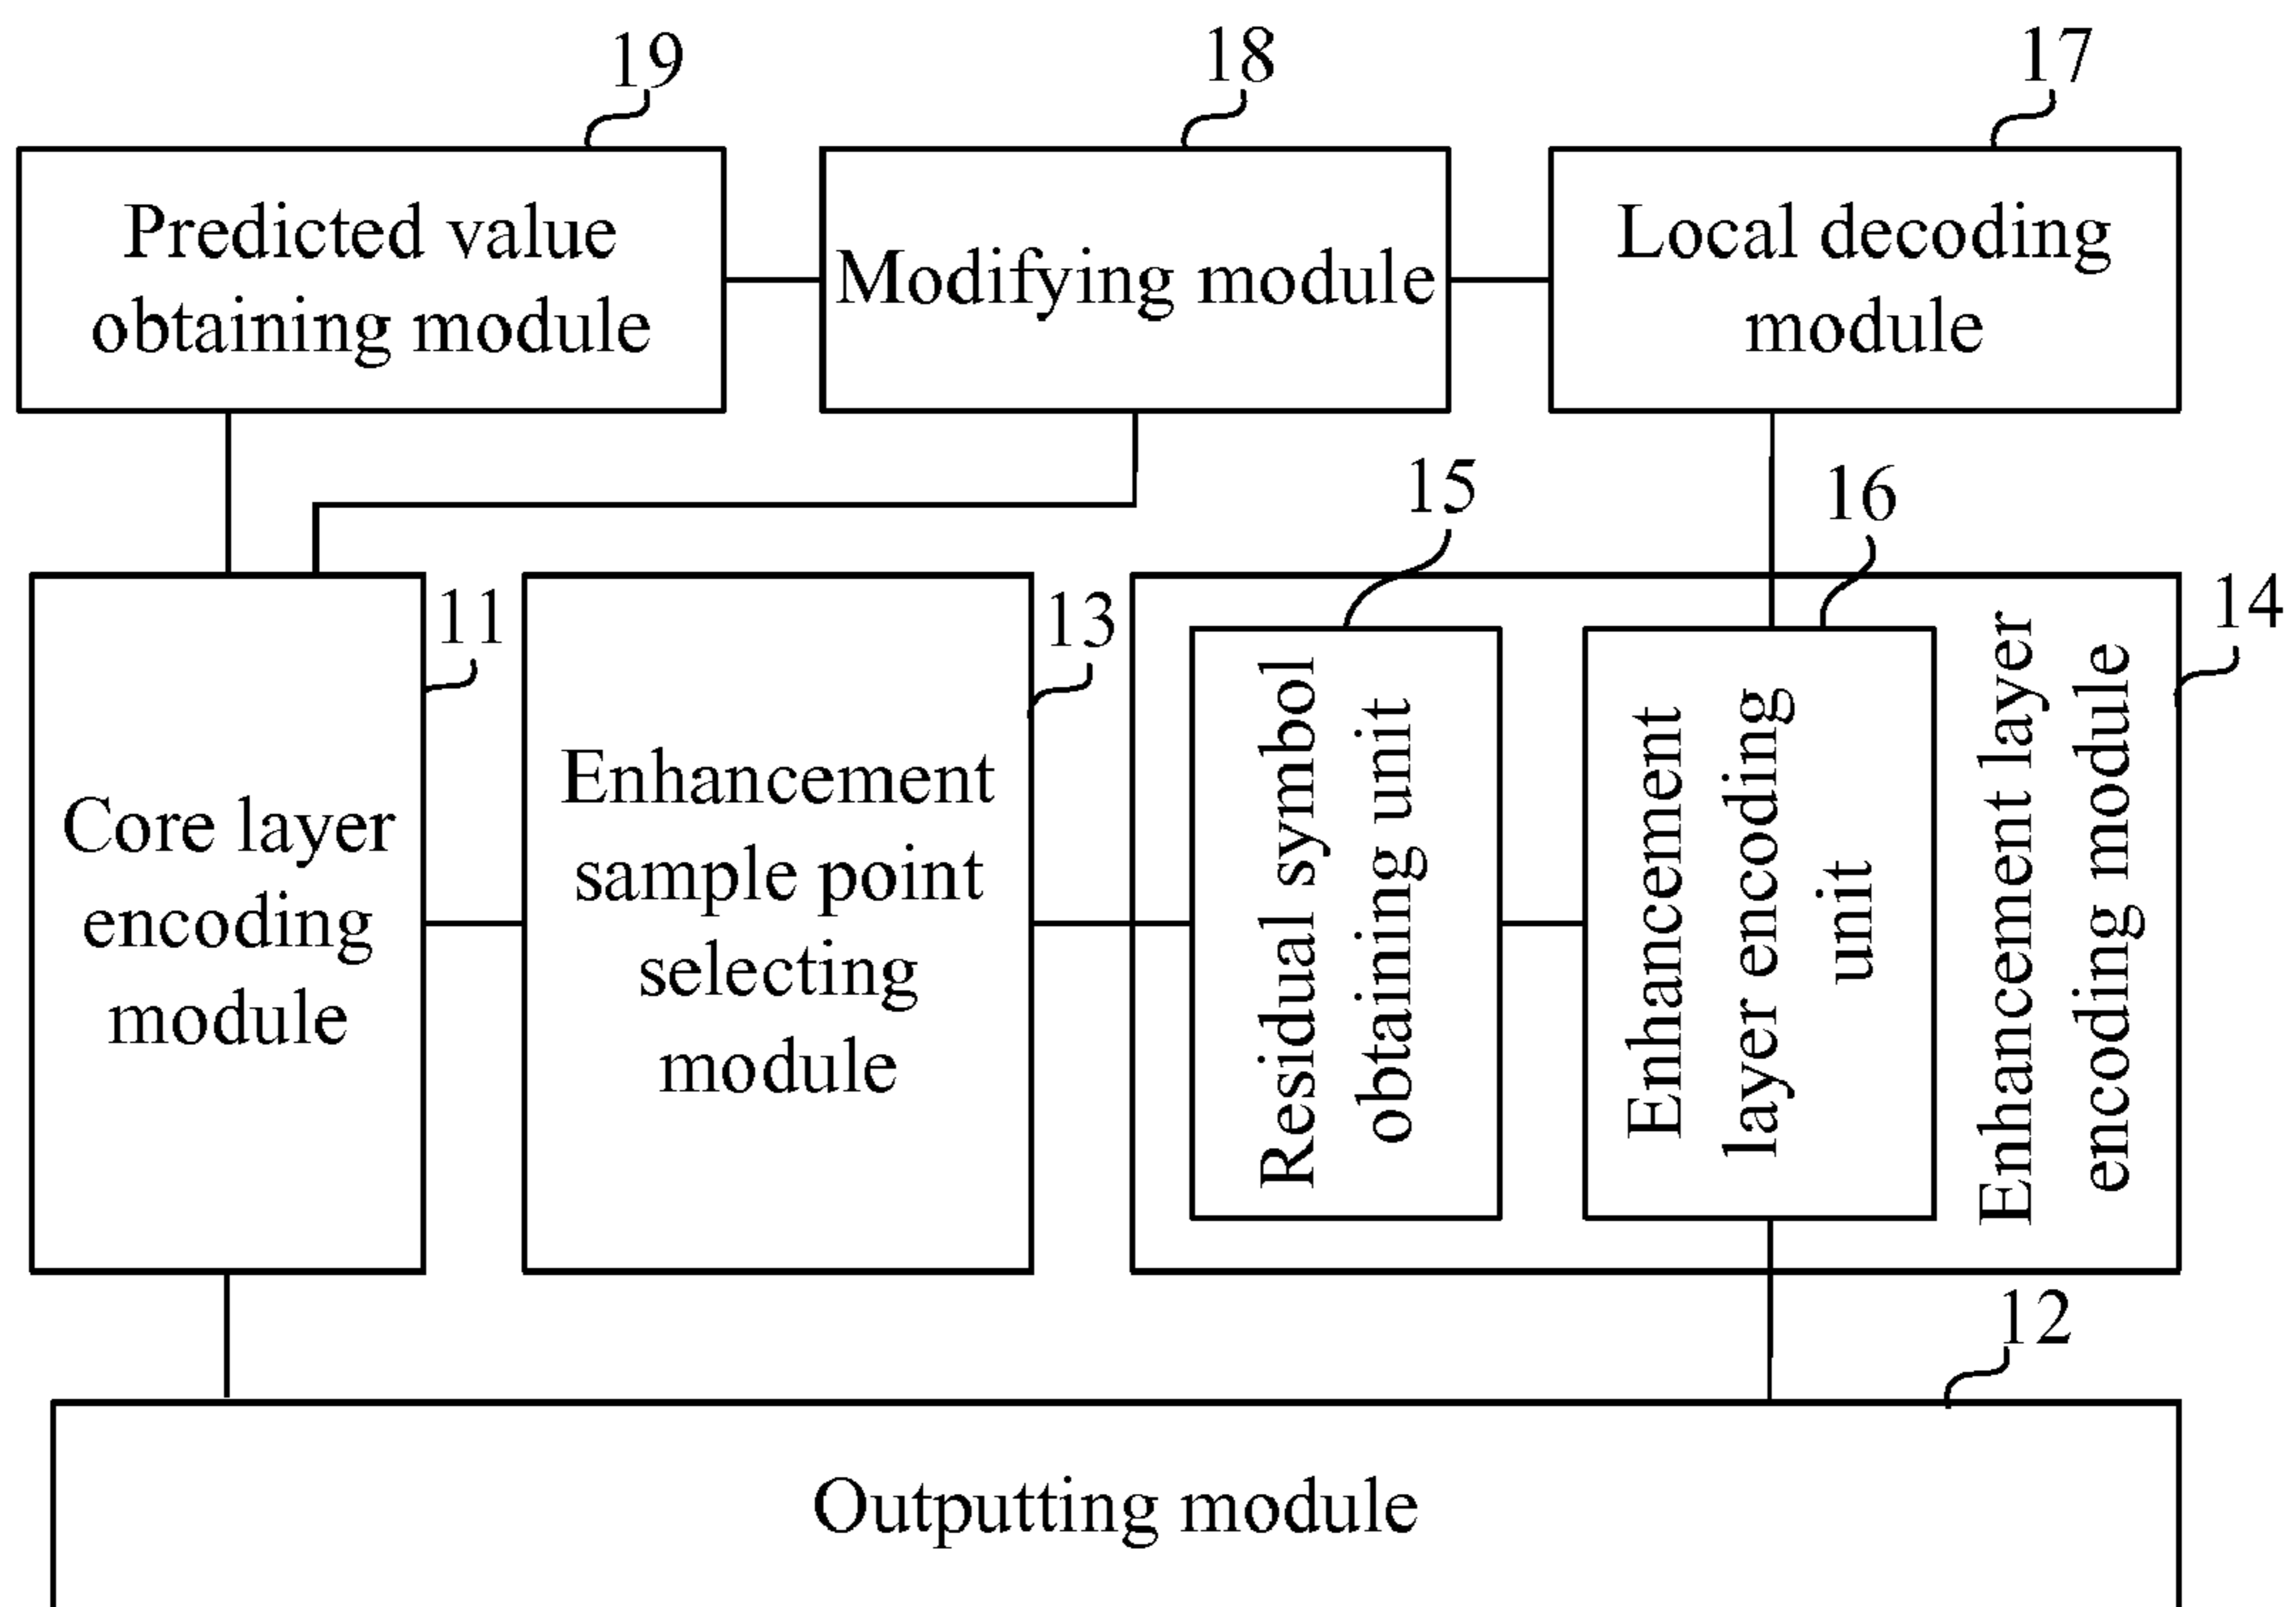 19
18
17
Predicted value
obtaining module
Modifying module
Local decoding
module
15
16
11
13
14
Core layer
encoding
module
Enhancement
sample point
selecting
module
Residual symbol
obtaining unit
Enhancement
layer encoding
unit
Enhancement layer
encoding module
12
Outputting module